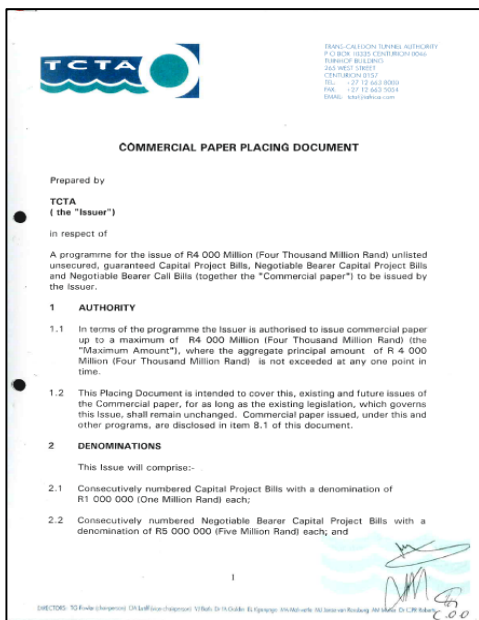 TCTA
TRANS-CALEDON TUNNEL AUTHORITY
P O BOX 10335 CENTURION 0046
TUINHOF BUILDING
265 WEST STREET
CENTURION 0157
TEL. +27 12 663 8000
FAX +27 12 663 5054
EMAIL
COMMERCIAL PAPER PLACING DOCUMENT
Prepared by
TCTA
( the "Issuer")
in respect of
A programme for the issue of R4 000 Million (Four Thousand Million Rand) unlisted
unsecured, guaranteed Capital Project Bills, Negotiable Bearer Capital Project Bills
and Negotiable Bearer Call Bills (together the "Commercial paper") to be issued by
the Issuer.
1 AUTHORITY
1.1 In terms of the programme the Issuer is authorised to issue commercial paper
up to a maximum of R4 000 Million (Four Thousand Million Rand) (the
"Maximum Amount"), where the aggregate principal amount of R 4 000
Million (Four Thousand Million Rand) is not exceeded at any one point in
time.
1.2 This Placing Document is intended to cover this, existing and future issues of
the Commercial paper, for as long as the existing legislation, which governs
this Issue, shall remain unchanged. Commercial paper issued, under this and
other programs, are disclosed in item 8.1 of this document.
2 DENOMINATIONS
This Issue will comprise:-
2.1 Consecutively numbered Capital Project Bills with a denomination of
R1 000 000 (One Million Rand) each;
2.2 Consecutively numbered Negotiable Bearer Capital Project Bills with a
denomination of R5 000 000 (Five Million Rand) each; and
1
DIRECTORS: